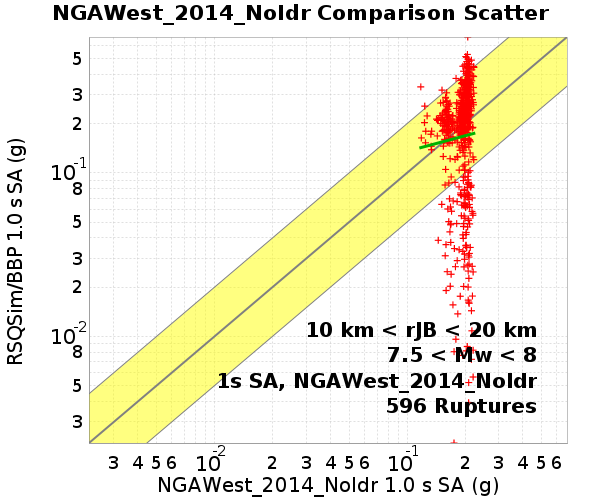 NGAWest_2014_NoIdr Comparison Scatter
RSQSim/BBP 1.0 s SA (g)
5
3
2
10-1
8
5
3
2
10-2
8
5
3
10 km < rJB < 20 km
7.5 < Mw < 8
1s SA, NGAWest_2014_NoIdr
596 Ruptures
3 4 5 6 10-2 2 3 4 5 6 10-1 2 3 4 5 6
NGAWest_2014_NoIdr 1.0 s SA (g)